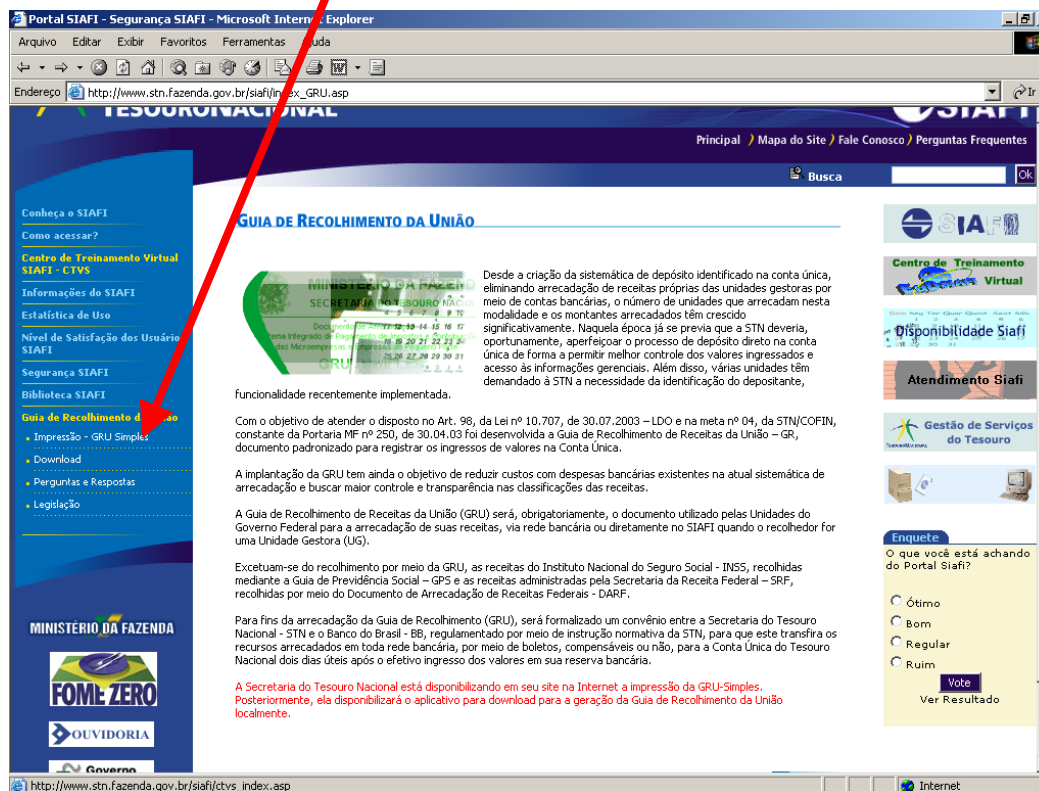 Portal SIAFI - Segurança SIAFI - Microsoft Internet Explorer
Arquivo Editar Exibir Favoritos Ferramentas
Endereço http://www.stn.fazenda.gov.br/siafi/index_GRU.asp Ir
TESOURONACIONAL
SIAFI
Principal ) Mapa do Site ) Fale Conosco ) Perguntas Frequentes
Busca Ok
Conheça o SIAFI
Como acessar?
Centro de Treinamento Virtual
SIAFI - CTVS
Informações do SIAFI
Estatística de Uso
Nível de Satisfação dos Usuário
SIAFI
Segurança SIAFI
Biblioteca SIAFI
Guia de Recolhimento da União
Impressão - GRU Simples
Download
Perguntas e Respostas
Legislação
MINISTÉRIO DA FAZENDA
FOME ZERO
OUVIDORIA
Governo
GUIA DE RECOLHIMENTO DA UNIÃO
MINISTÉRIO DA FAZEND
SECRETARIA DO TESOURO NACIO
GRU
Desde a criação da sistemática de depósito identificado na conta única,
eliminando arrecadação de receitas próprias das unidades gestoras por
meio de contas bancárias, o número de unidades que arrecadam nesta
modalidade e os montantes arrecadados têm crescido
significativamente. Naquela época já se previa que a STN deveria,
oportunamente, aperfeiçoar o processo de depósito direto na conta
única de forma a permitir melhor controle dos valores ingressados e
acesso às informações gerenciais. Além disso, várias unidades têm
demandado à STN a necessidade da identificação do depositante,
funcionalidade recentemente implementada.
Com o objetivo de atender o disposto no Art. 98, da Lei nº 10.707, de 30.07.2003 – LDO e na meta nº 04, da STN/COFIN,
constante da Portaria MF nº 250, de 30.04.03 foi desenvolvida a Guia de Recolhimento de Receitas da União – GR,
documento padronizado para registrar os ingressos de valores na Conta Única.
A implantação da GRU tem ainda o objetivo de reduzir custos com despesas bancárias existentes na atual sistemática de
arrecadação e buscar maior controle e transparência nas classificações das receitas.
A Guia de Recolhimento de Receitas da União (GRU) será, obrigatoriamente, o documento utilizado pelas Unidades do
Governo Federal para a arrecadação de suas receitas, via rede bancária ou diretamente no SIAFI quando o recolhedor for
uma Unidade Gestora (UG).
Excetuam-se do recolhimento por meio da GRU, as receitas do Instituto Nacional do Seguro Social - INSS, recolhidas
mediante a Guia de Previdência Social – GPS e as receitas administradas pela Secretaria da Receita Federal – SRF,
recolhidas por meio do Documento de Arrecadação de Receitas Federais - DARF.
Para fins da arrecadação da Guia de Recolhimento (GRU), será formalizado um convênio entre a Secretaria do Tesouro
Nacional - STN e o Banco do Brasil - BB, regulamentado por meio de instrução normativa da STN, para que este transfira os
recursos arrecadados em toda rede bancária, por meio de boletos, compensáveis ou não, para a Conta Única do Tesouro
Nacional dois dias úteis após o efetivo ingresso dos valores em sua reserva bancária.
A Secretaria do Tesouro Nacional está disponibilizando em seu site na Internet a impressão da GRU-Simples.
Posteriormente, ela disponibilizará o aplicativo para download para a geração da Guia de Recolhimento da União
localmente.
SIAFI
Centro de Treinamento
Virtual
Disponibilidade Siafi
Atendimento Siafi
Gestão de Serviços
do Tesouro
Enquete
O que você está achando
do Portal Siafi?
Ótimo
Bom
Regular
Ruim
Vote
Ver Resultado
http://www.stn.fazenda.gov.br/siafi/ctvs_index.asp Internet